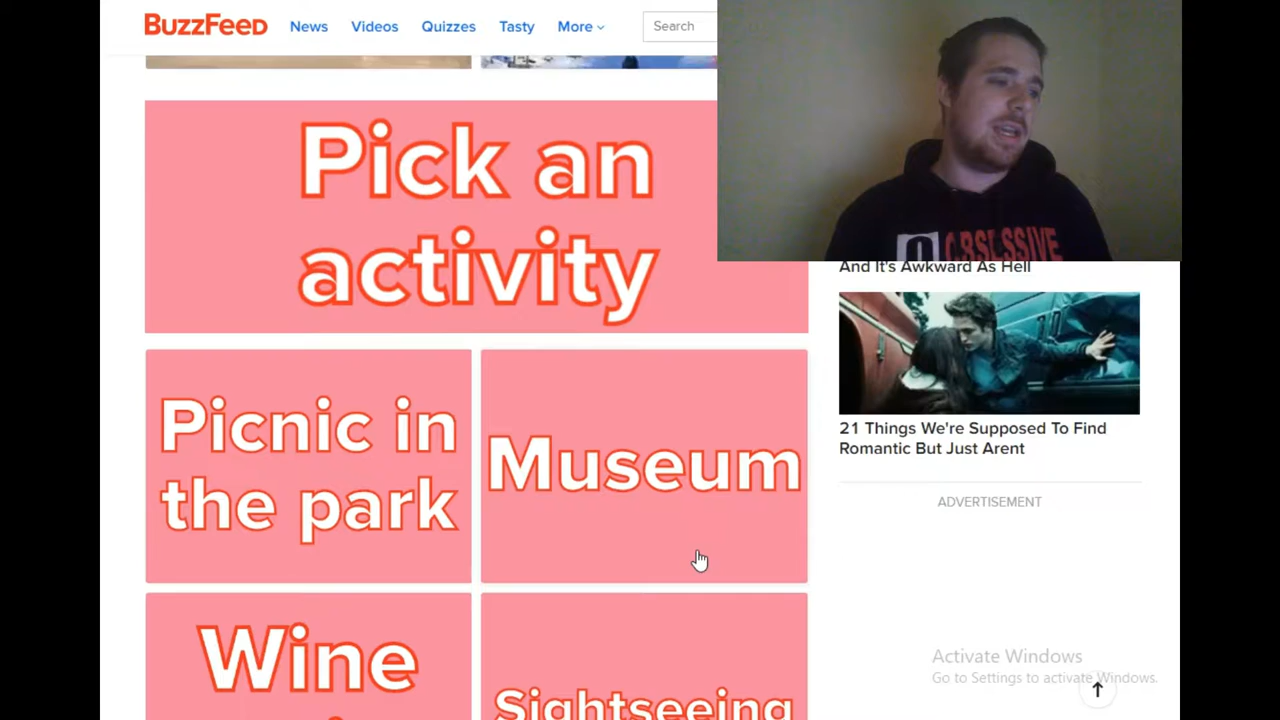 BuzzFeed News Videos Quizzes Tasty More Search
Pick an
activity
OBSESSIVE
And It's Awkward As Hell
21 Things We're Supposed To Find
Romantic But Just Arent
Picnic in
the park
Museum
ADVERTISEMENT
Wine
Sightseeing
Activate Windows
Go to Settings to activate Windows.